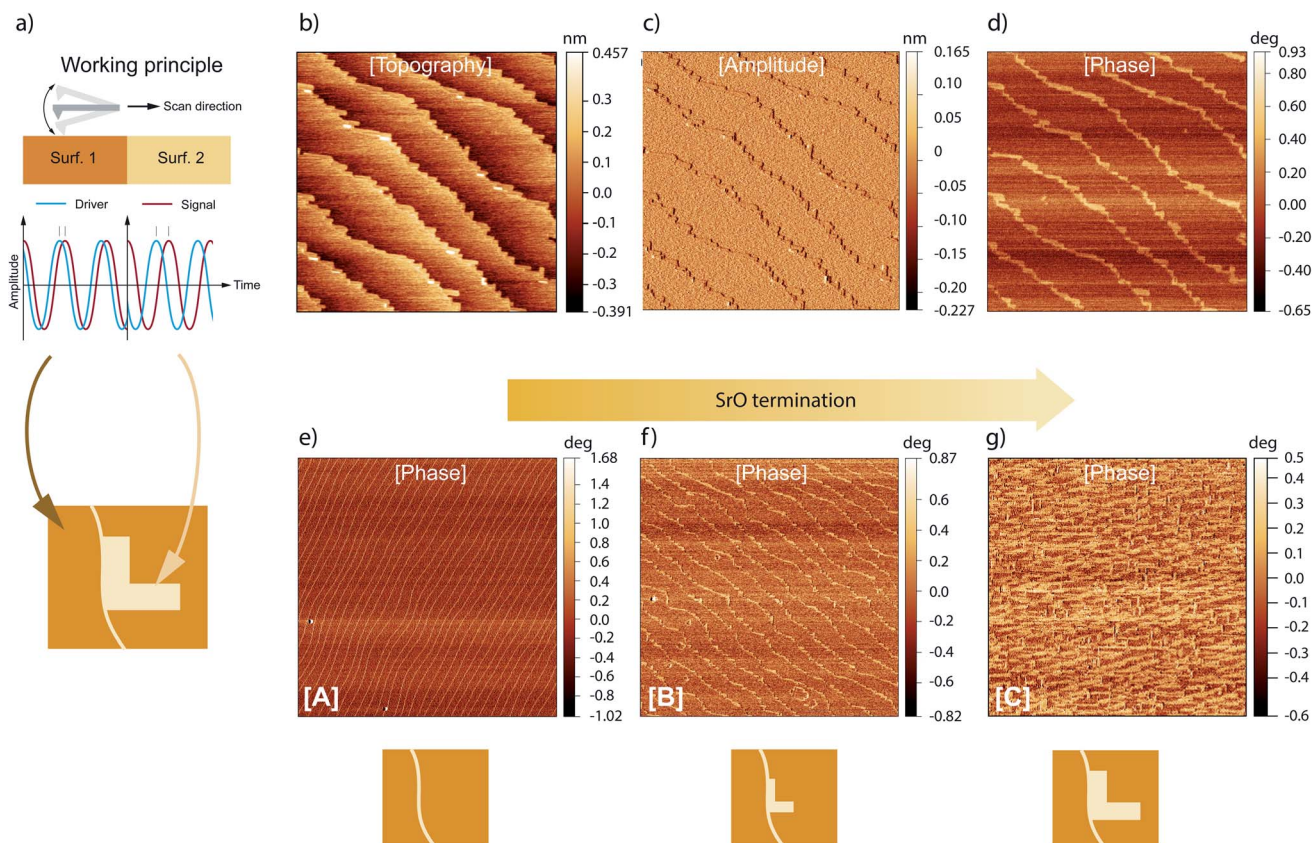 a)
Working principle
Scan direction
Surf. 1
Surf. 2
Driver
Signal
Amplitude
Time
b)
[Topography]
nm
0.457
0.3
0.2
0.1
0.0
-0.1
-0.2
-0.3
-0.391
c)
[Amplitude]
nm
0.165
0.10
0.05
0
-0.05
-0.10
-0.15
-0.20
-0.227
d)
[Phase]
deg
0.93
0.80
0.60
0.40
0.20
0.00
-0.20
-0.40
-0.65
SrO termination
e)
[Phase]
deg
1.68
1.4
1.2
1.0
0.8
0.6
0.4
0.2
0.0
-0.2
-0.4
-0.6
-0.8
-1.02
[A]
f)
[Phase]
deg
0.87
0.6
0.4
0.2
0.0
-0.2
-0.4
-0.6
-0.82
[B]
g)
[Phase]
deg
0.5
0.4
0.3
0.2
0.1
0.0
-0.1
-0.2
-0.3
-0.4
-0.6
[C]